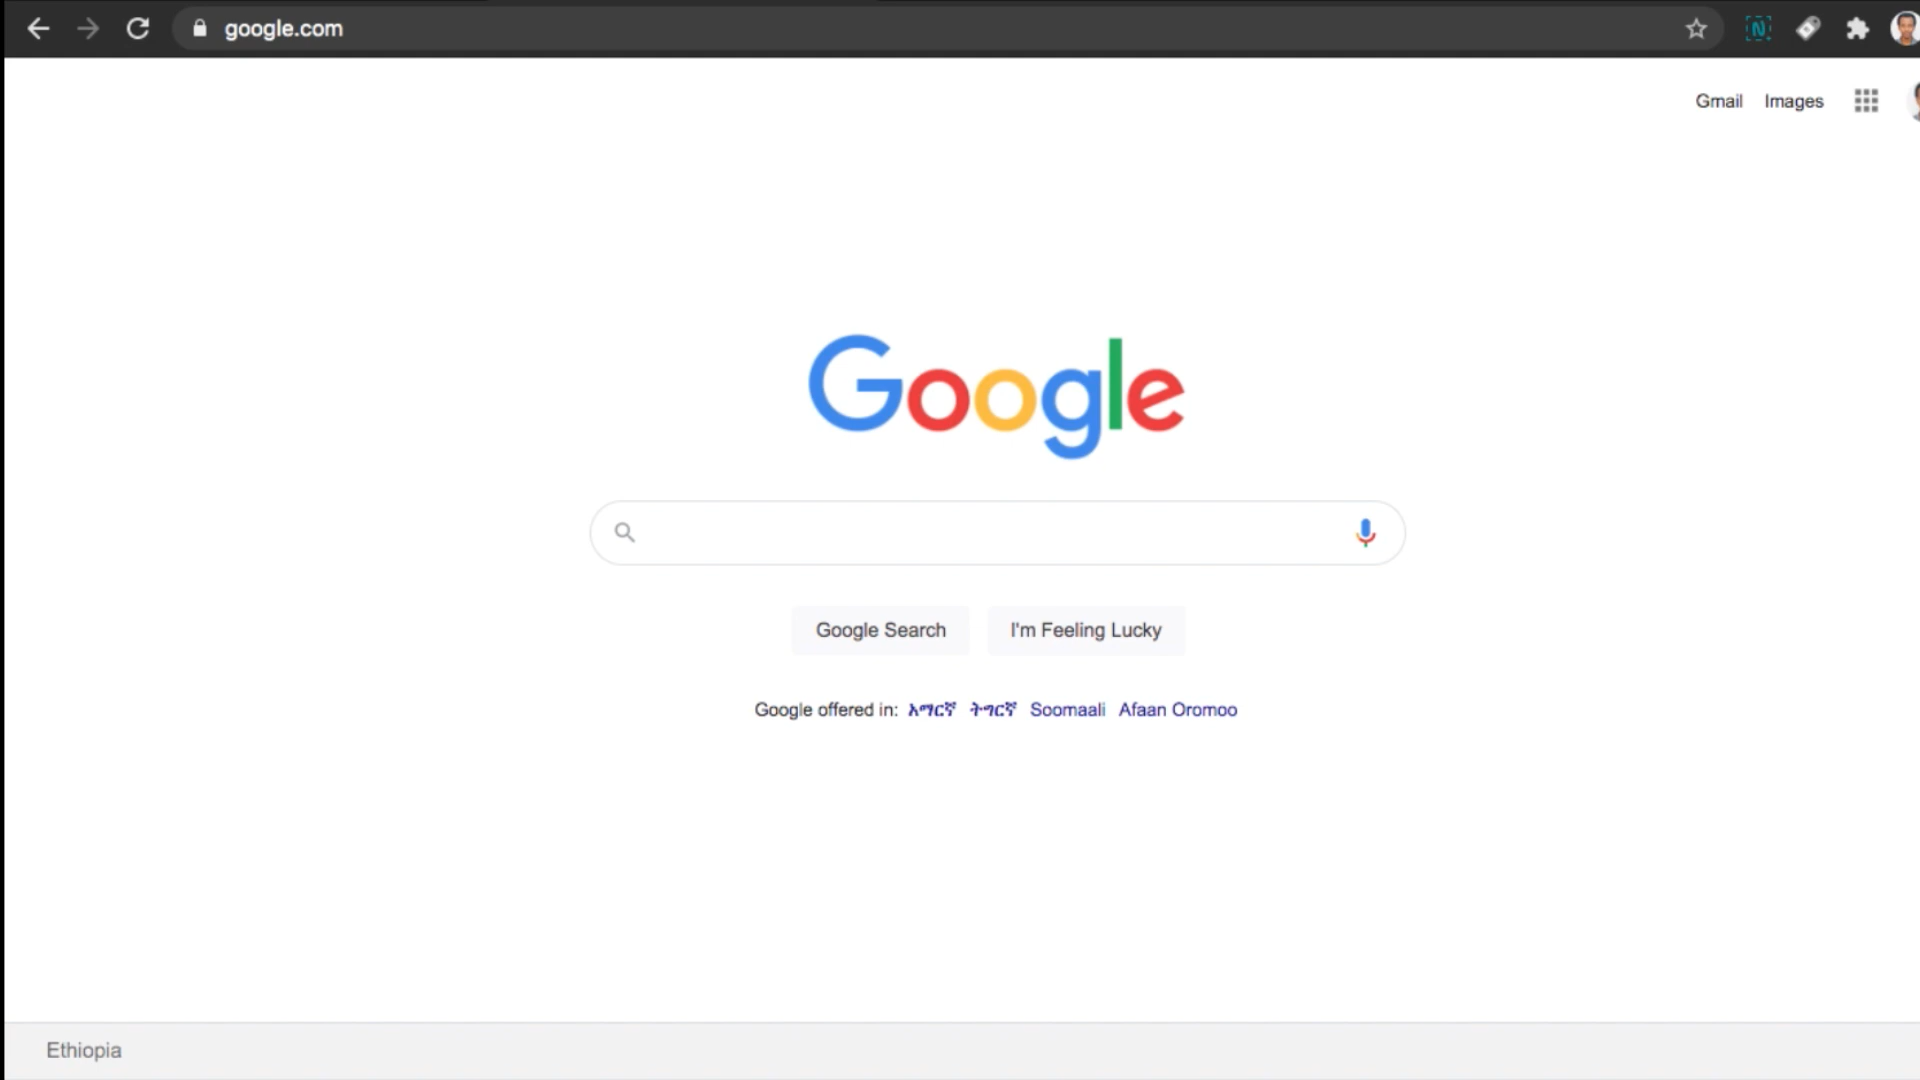 google.com
Gmail Images
Google
Google Search I'm Feeling Lucky
Google offered in: አማርኛ ትግርኛ Soomaali Afaan Oromoo
Ethiopia